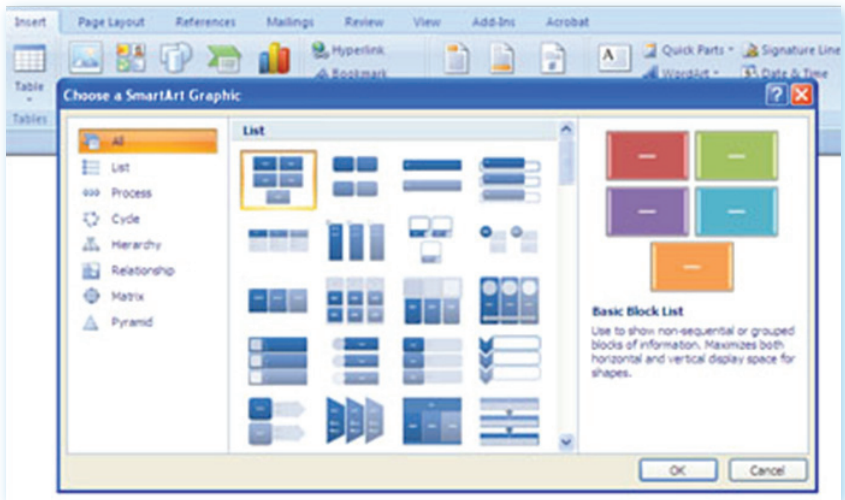 Insert Page Layout References Mailings Review View Add-Ins Acrobat
Hyperlink
Quick Parts
Signature Line
A
Bookmark
WordArt
Date & Time
Table
Tables
Choose a SmartArt Graphic
All
List
Process
Cycle
Hierarchy
Relationship
Matrix
Pyramid
List
Basic Block List
Use to show non-sequential or grouped
blocks of information. Maximizes both
horizontal and vertical display space for
shapes.
OK Cancel